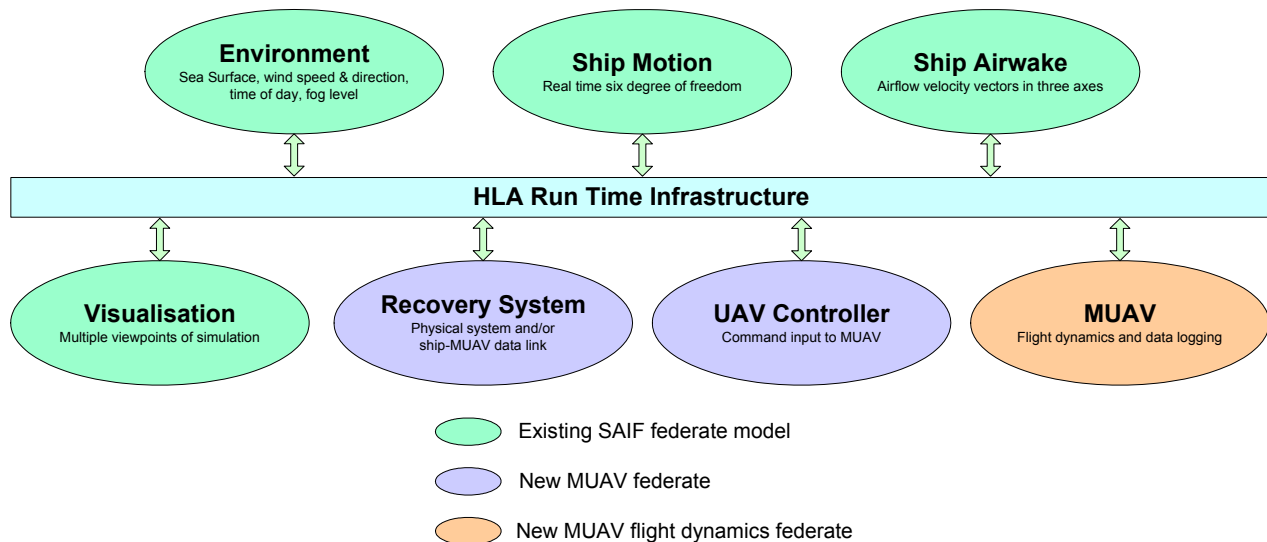 Environment
Sea Surface, wind speed & direction,
time of day, fog level
Ship Motion
Real time six degree of freedom
Ship Airwake
Airflow velocity vectors in three axes
HLA Run Time Infrastructure
Visualisation
Multiple viewpoints of simulation
Recovery System
Physical system and/or
ship-MUAV data link
UAV Controller
Command input to MUAV
MUAV
Flight dynamics and data logging
Existing SAIF federate model
New MUAV federate
New MUAV flight dynamics federate